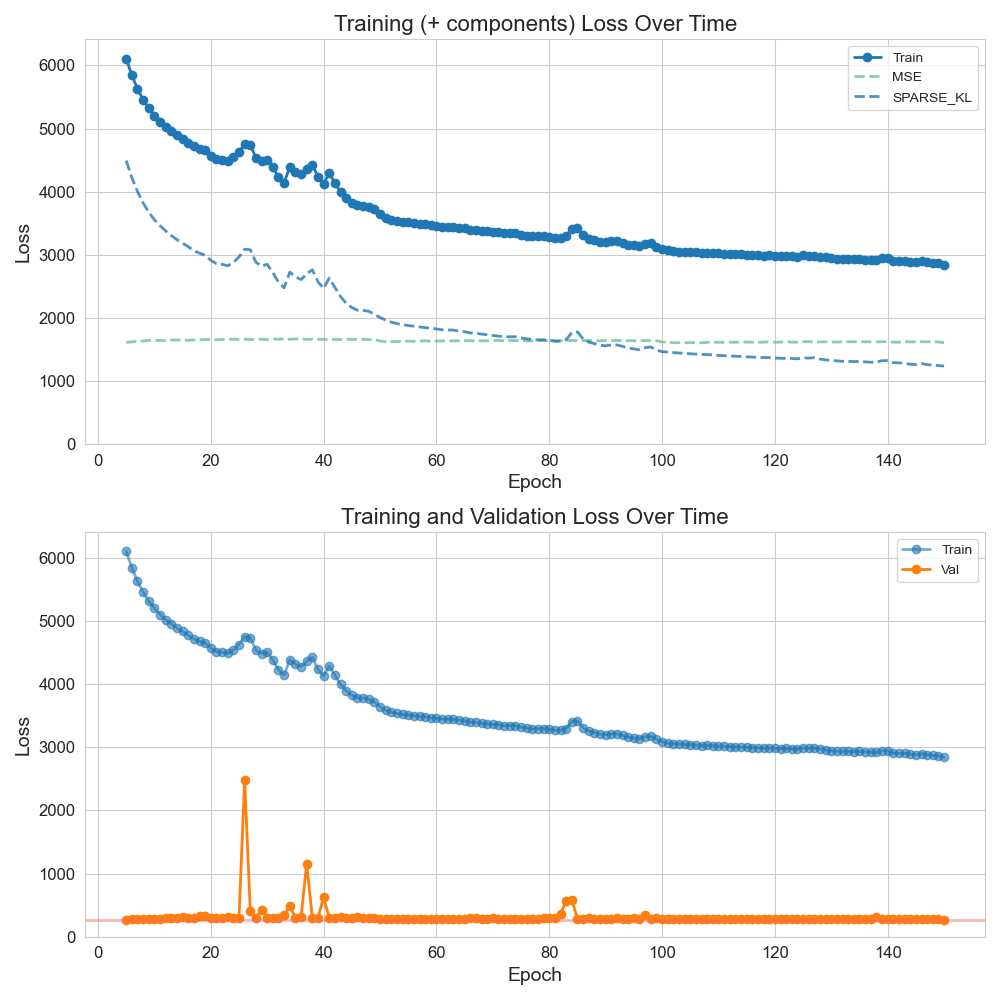 Training (+ components) Loss Over Time
Loss
6000
5000
4000
3000
2000
1000
0
Train
MSE
SPARSE_KL
0 20 40 60 80 100 120 140
Epoch
Training and Validation Loss Over Time
Loss
6000
5000
4000
3000
2000
1000
0
Train
Val
0 20 40 60 80 100 120 140
Epoch